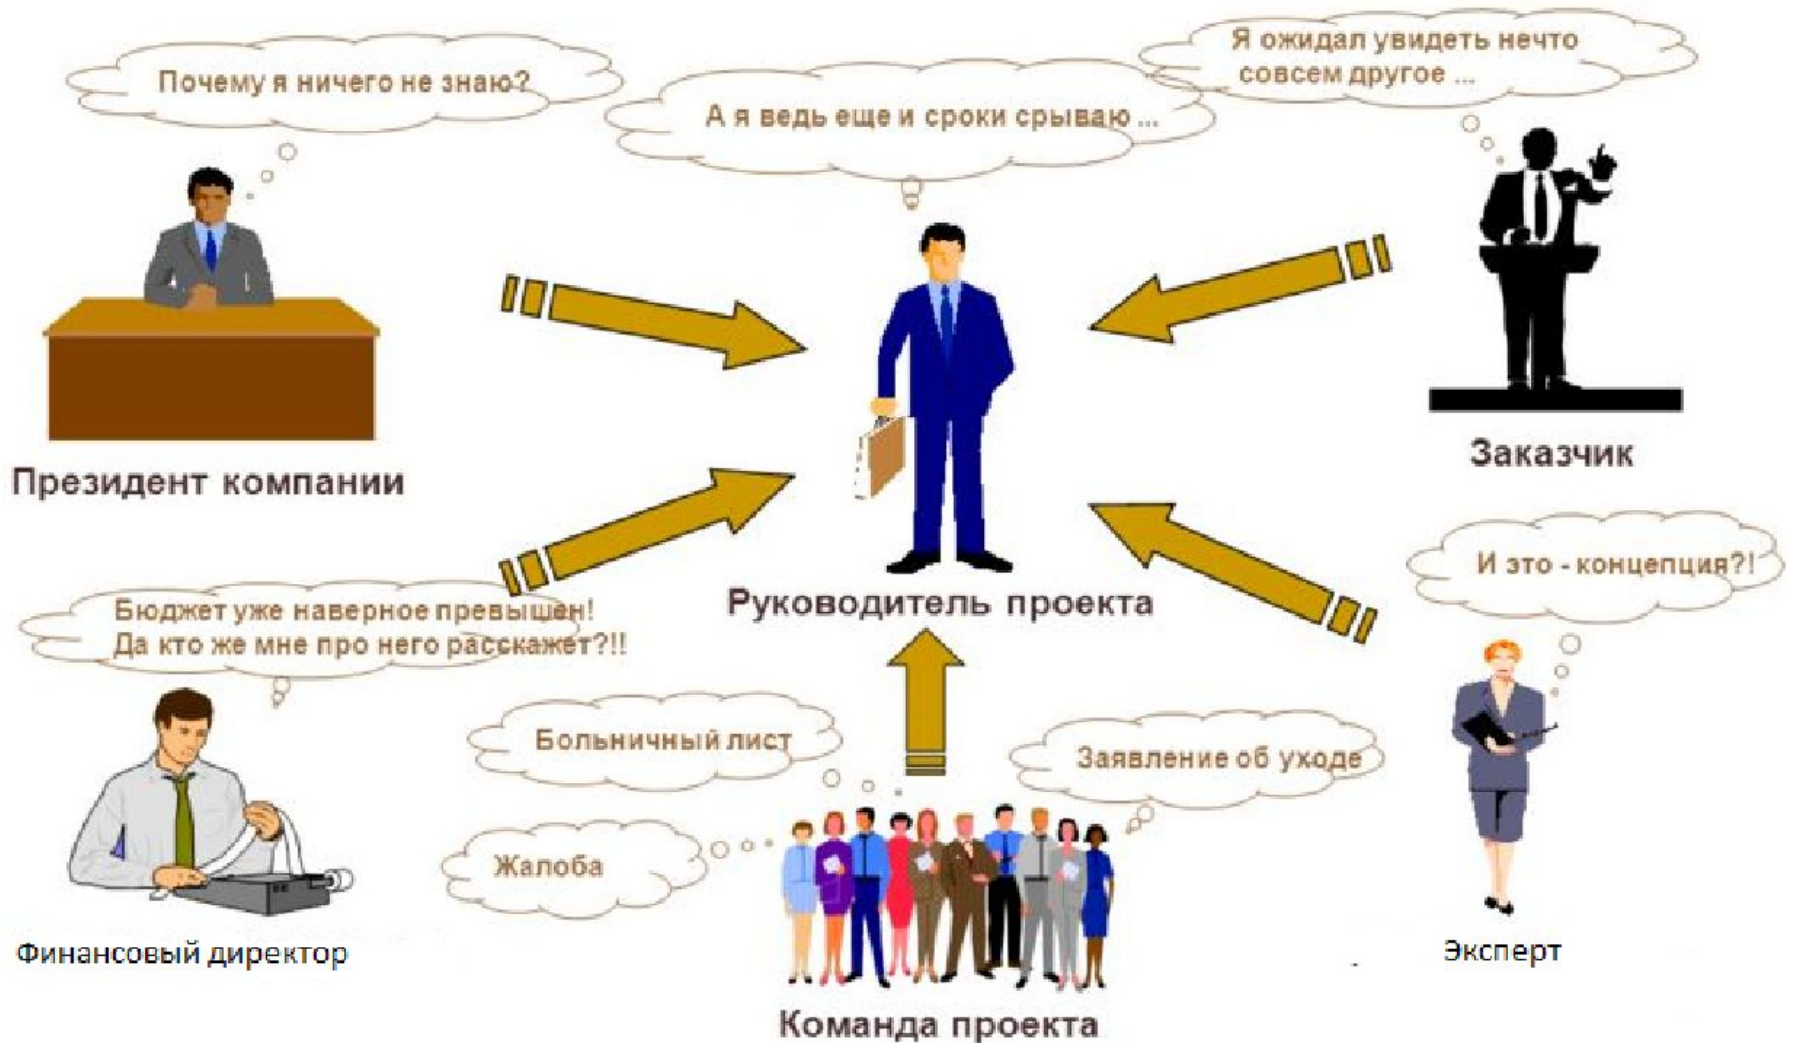 Почему я ничего не знаю?
А я ведь еще и сроки срываю ...
Я ожидал увидеть нечто
совсем другое ...
Президент компании
Заказчик
Руководитель проекта
И это - концепция?!
Бюджет уже наверное превышен!
Да кто же мне про него расскажет?!!
Больничный лист
Заявление об уходе
Жалоба
Финансовый директор
Эксперт
Команда проекта